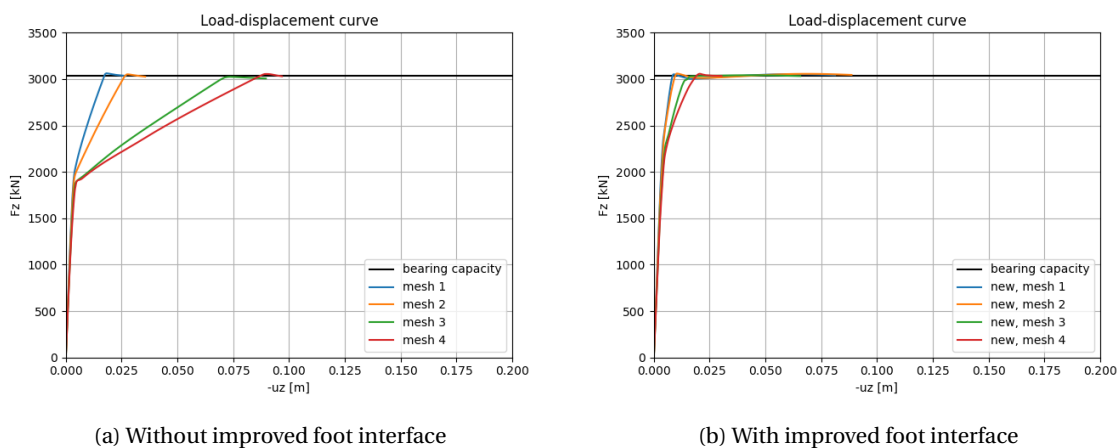 Load-displacement curve
3500
3000
2500
2000
1500
1000
500
0
Fz [kN]
0.000 0.025 0.050 0.075 0.100 0.125 0.150 0.175 0.200
-uz [m]
bearing capacity
mesh 1
mesh 2
mesh 3
mesh 4
(a) Without improved foot interface
Load-displacement curve
3500
3000
2500
2000
1500
1000
500
0
Fz [kN]
0.000 0.025 0.050 0.075 0.100 0.125 0.150 0.175 0.200
-uz [m]
bearing capacity
new, mesh 1
new, mesh 2
new, mesh 3
new, mesh 4
(b) With improved foot interface